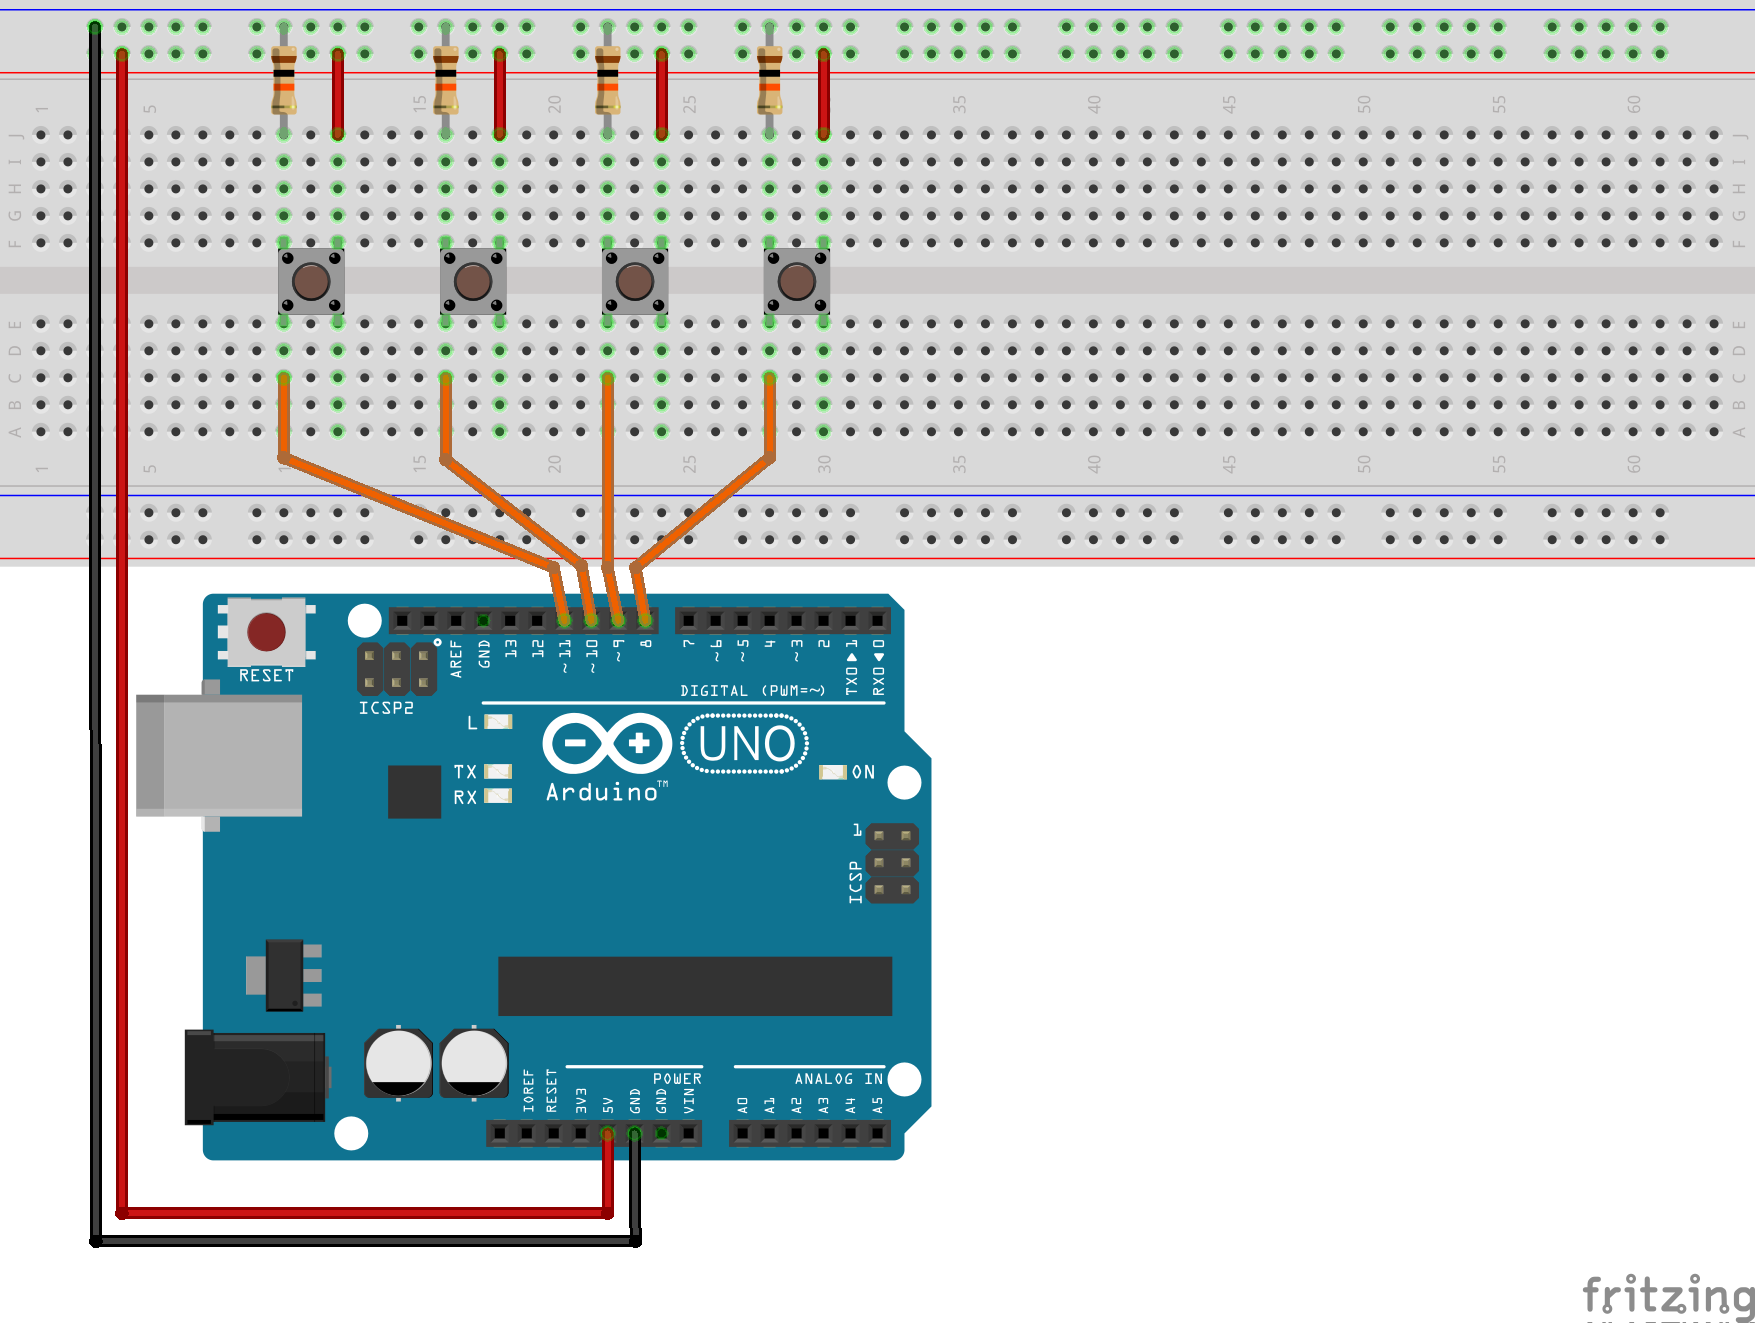 1 5 15 20 25 35 40 45 50 55 60
J J
I I
H H
G G
F F
E E
D D
C C
B B
A A
1 5 15 20 25 30 35 40 45 50 55 60
RESET
ICSP2
AREF
GND
13
12
~11
~10
~9
8
7
~6
~5
4
~3
2
TX0▶1
RX0◀0
DIGITAL (PWM=~)
L
TX
RX
UNO
Arduino™
ON
1
ICSP
IOREF
RESET
3V3
5V
GND
GND
VIN
POWER
A0
A1
A2
A3
A4
A5
ANALOG IN
fritzing